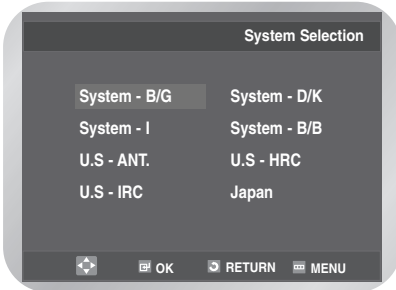 System Selection
System - B/G System - D/K
System - I System - B/B
U.S - ANT. U.S - HRC
U.S - IRC Japan
OK RETURN MENU